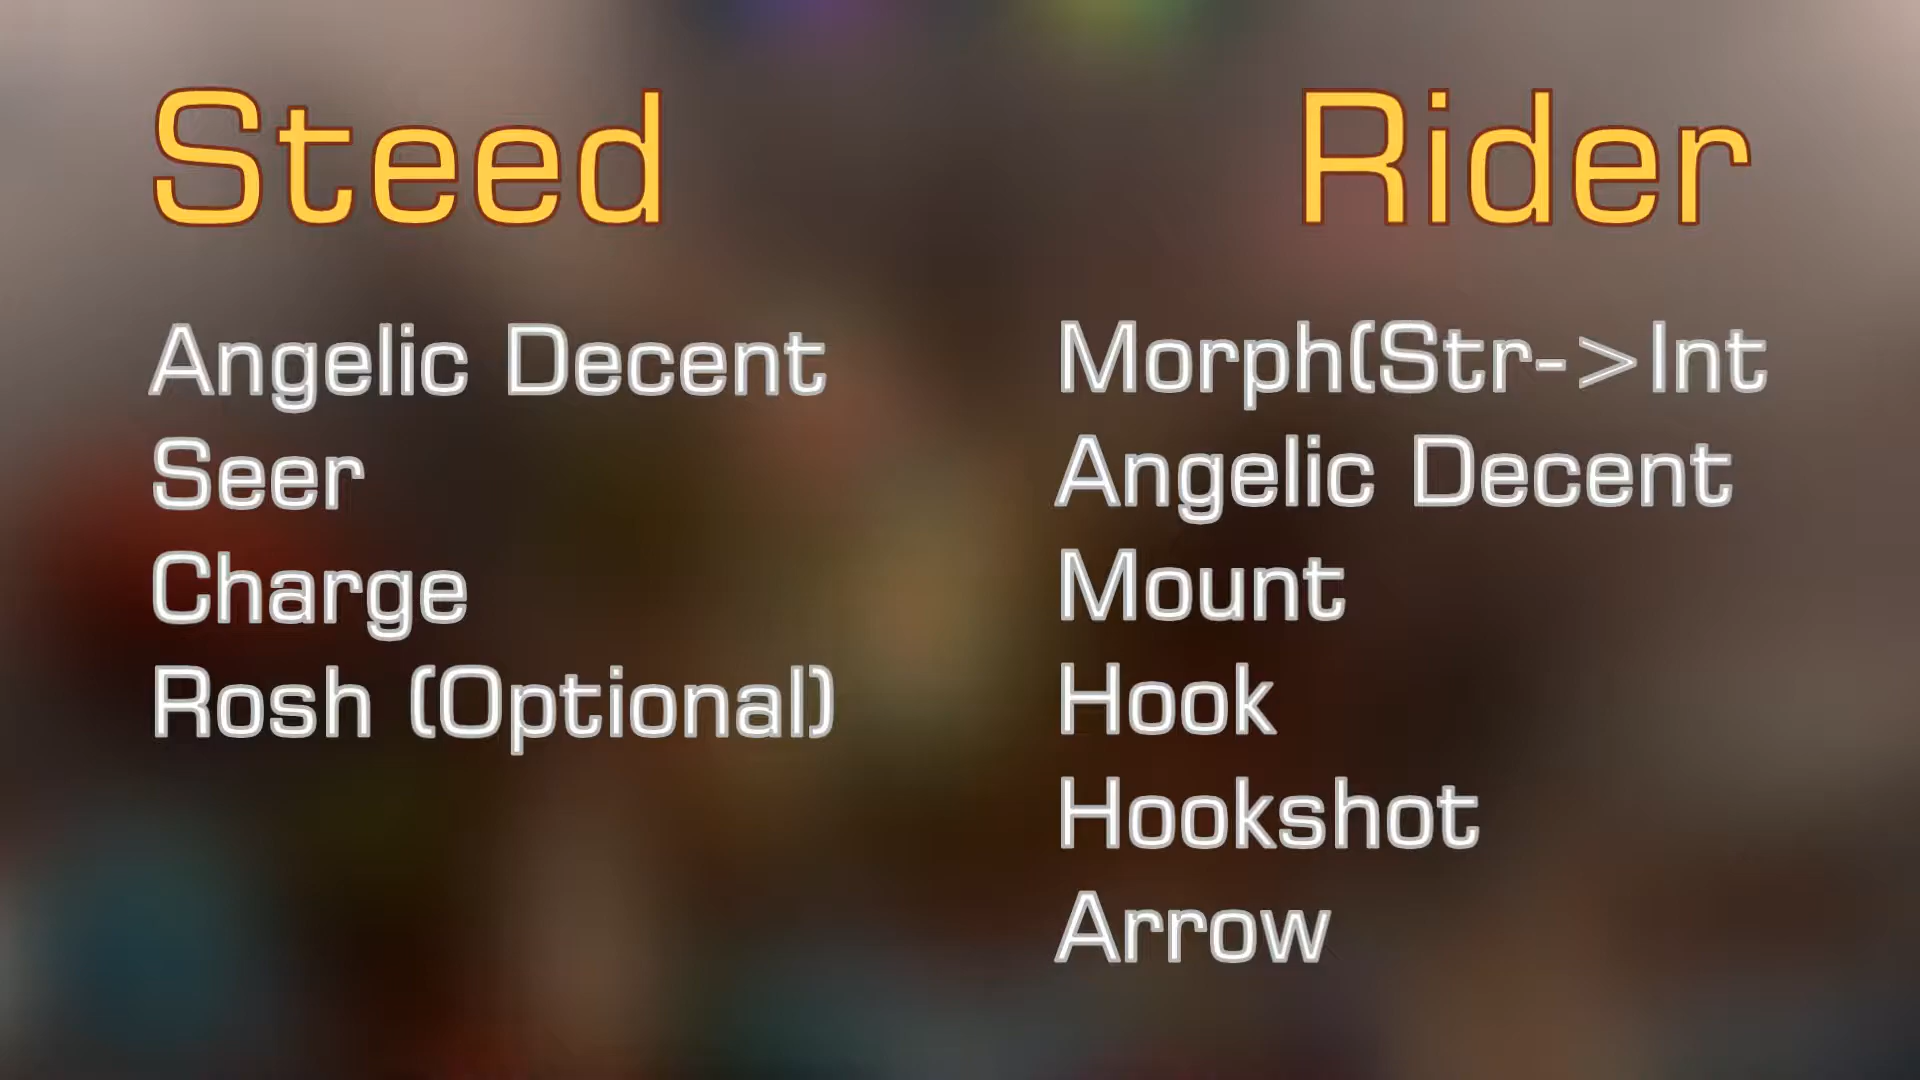 Steed
Angelic Decent
Seer
Charge
Rosh (Optional)
Rider
Morph(Str->Int
Angelic Decent
Mount
Hook
Hookshot
Arrow